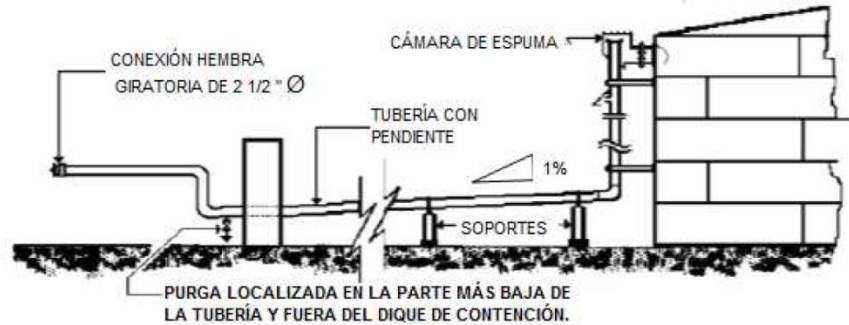 CÁMARA DE ESPUMA
CONEXIÓN HEMBRA
GIRATORIA DE 2 1/2 " Ø
TUBERÍA CON
PENDIENTE
1%
SOPORTES
PURGA LOCALIZADA EN LA PARTE MÁS BAJA DE
LA TUBERÍA Y FUERA DEL DIQUE DE CONTENCIÓN.